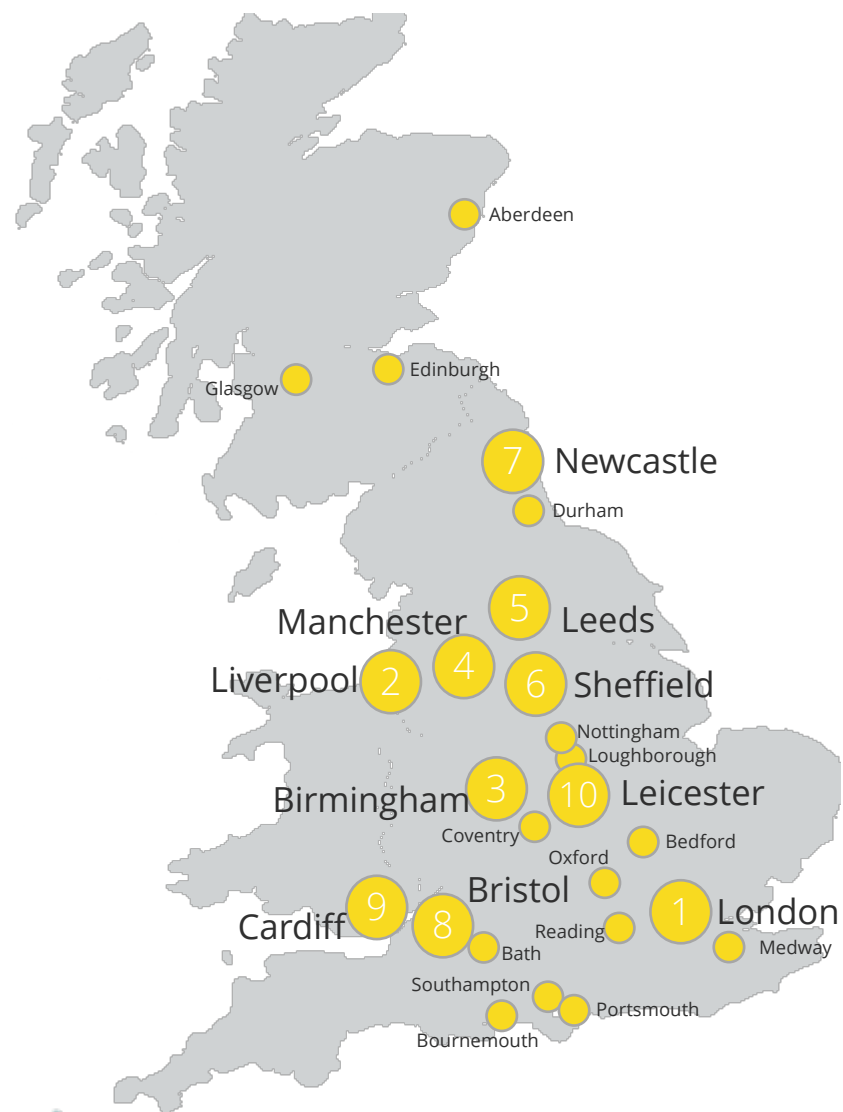 Aberdeen
Edinburgh
Glasgow
7 Newcastle
Durham
5
Manchester
Leeds
4
Liverpool 2
6 Sheffield
Nottingham
Loughborough
3
10 Leicester
Birmingham
Coventry
Bedford
Oxford
Bristol
9
1 London
Cardiff
8
Reading
Bath
Medway
Southampton
Portsmouth
Bournemouth